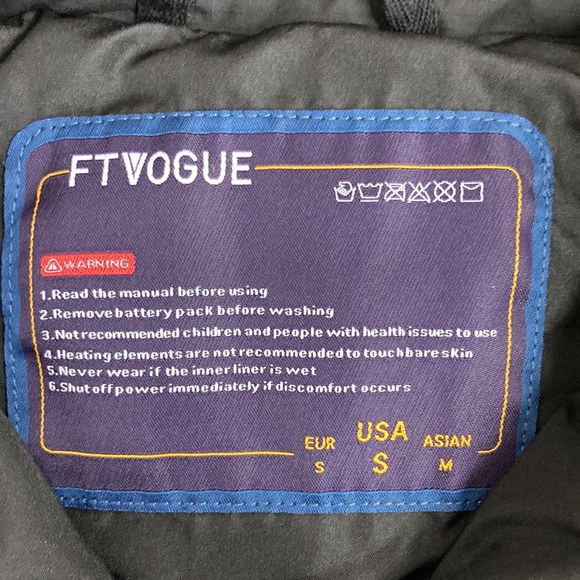 FTVOGUE
WARNING
1.Read the manual before using
2.Remove battery pack before washing
3.Not recommended children and people with health issues to use
4.Heating elements are not recommended to touch bare skin
5.Never wear if the inner liner is wet
6.Shut off power immediately if discomfort occurs
EUR USA ASIAN
S S M